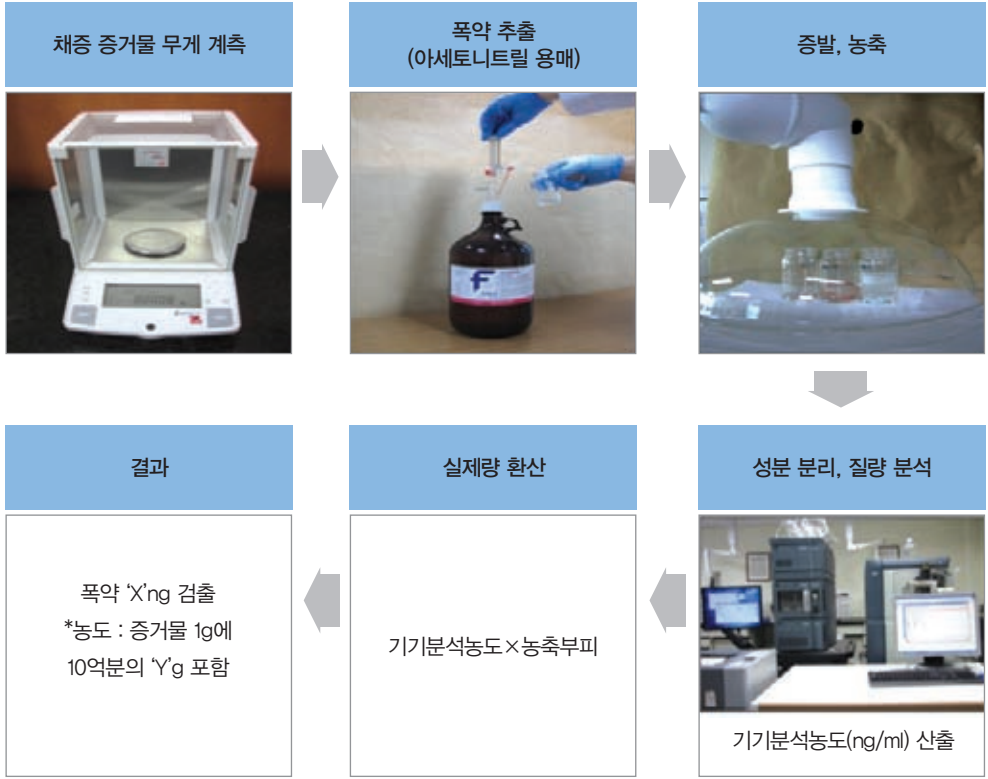 채증 증거물 무게 계측
폭약 추출
(아세토니트릴 용매)
증발, 농축
성분 분리, 질량 분석
기기분석농도(ng/ml) 산출
실제량 환산
기기분석농도×농축부피
결과
폭약 ‘X’ng 검출
*농도 : 증거물 1g에
10억분의 ‘Y’g 포함